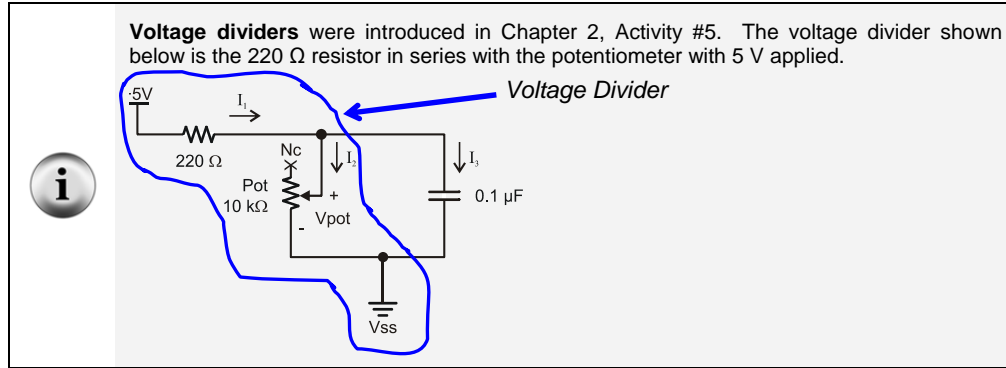 Voltage dividers were introduced in Chapter 2, Activity #5. The voltage divider shown
below is the 220 Ω resistor in series with the potentiometer with 5 V applied.
Voltage Divider
·5V
I₁
220 Ω
Nc
I₂
I₃
Pot
10 kΩ
+
Vpot
-
0.1 µF
Vss
i